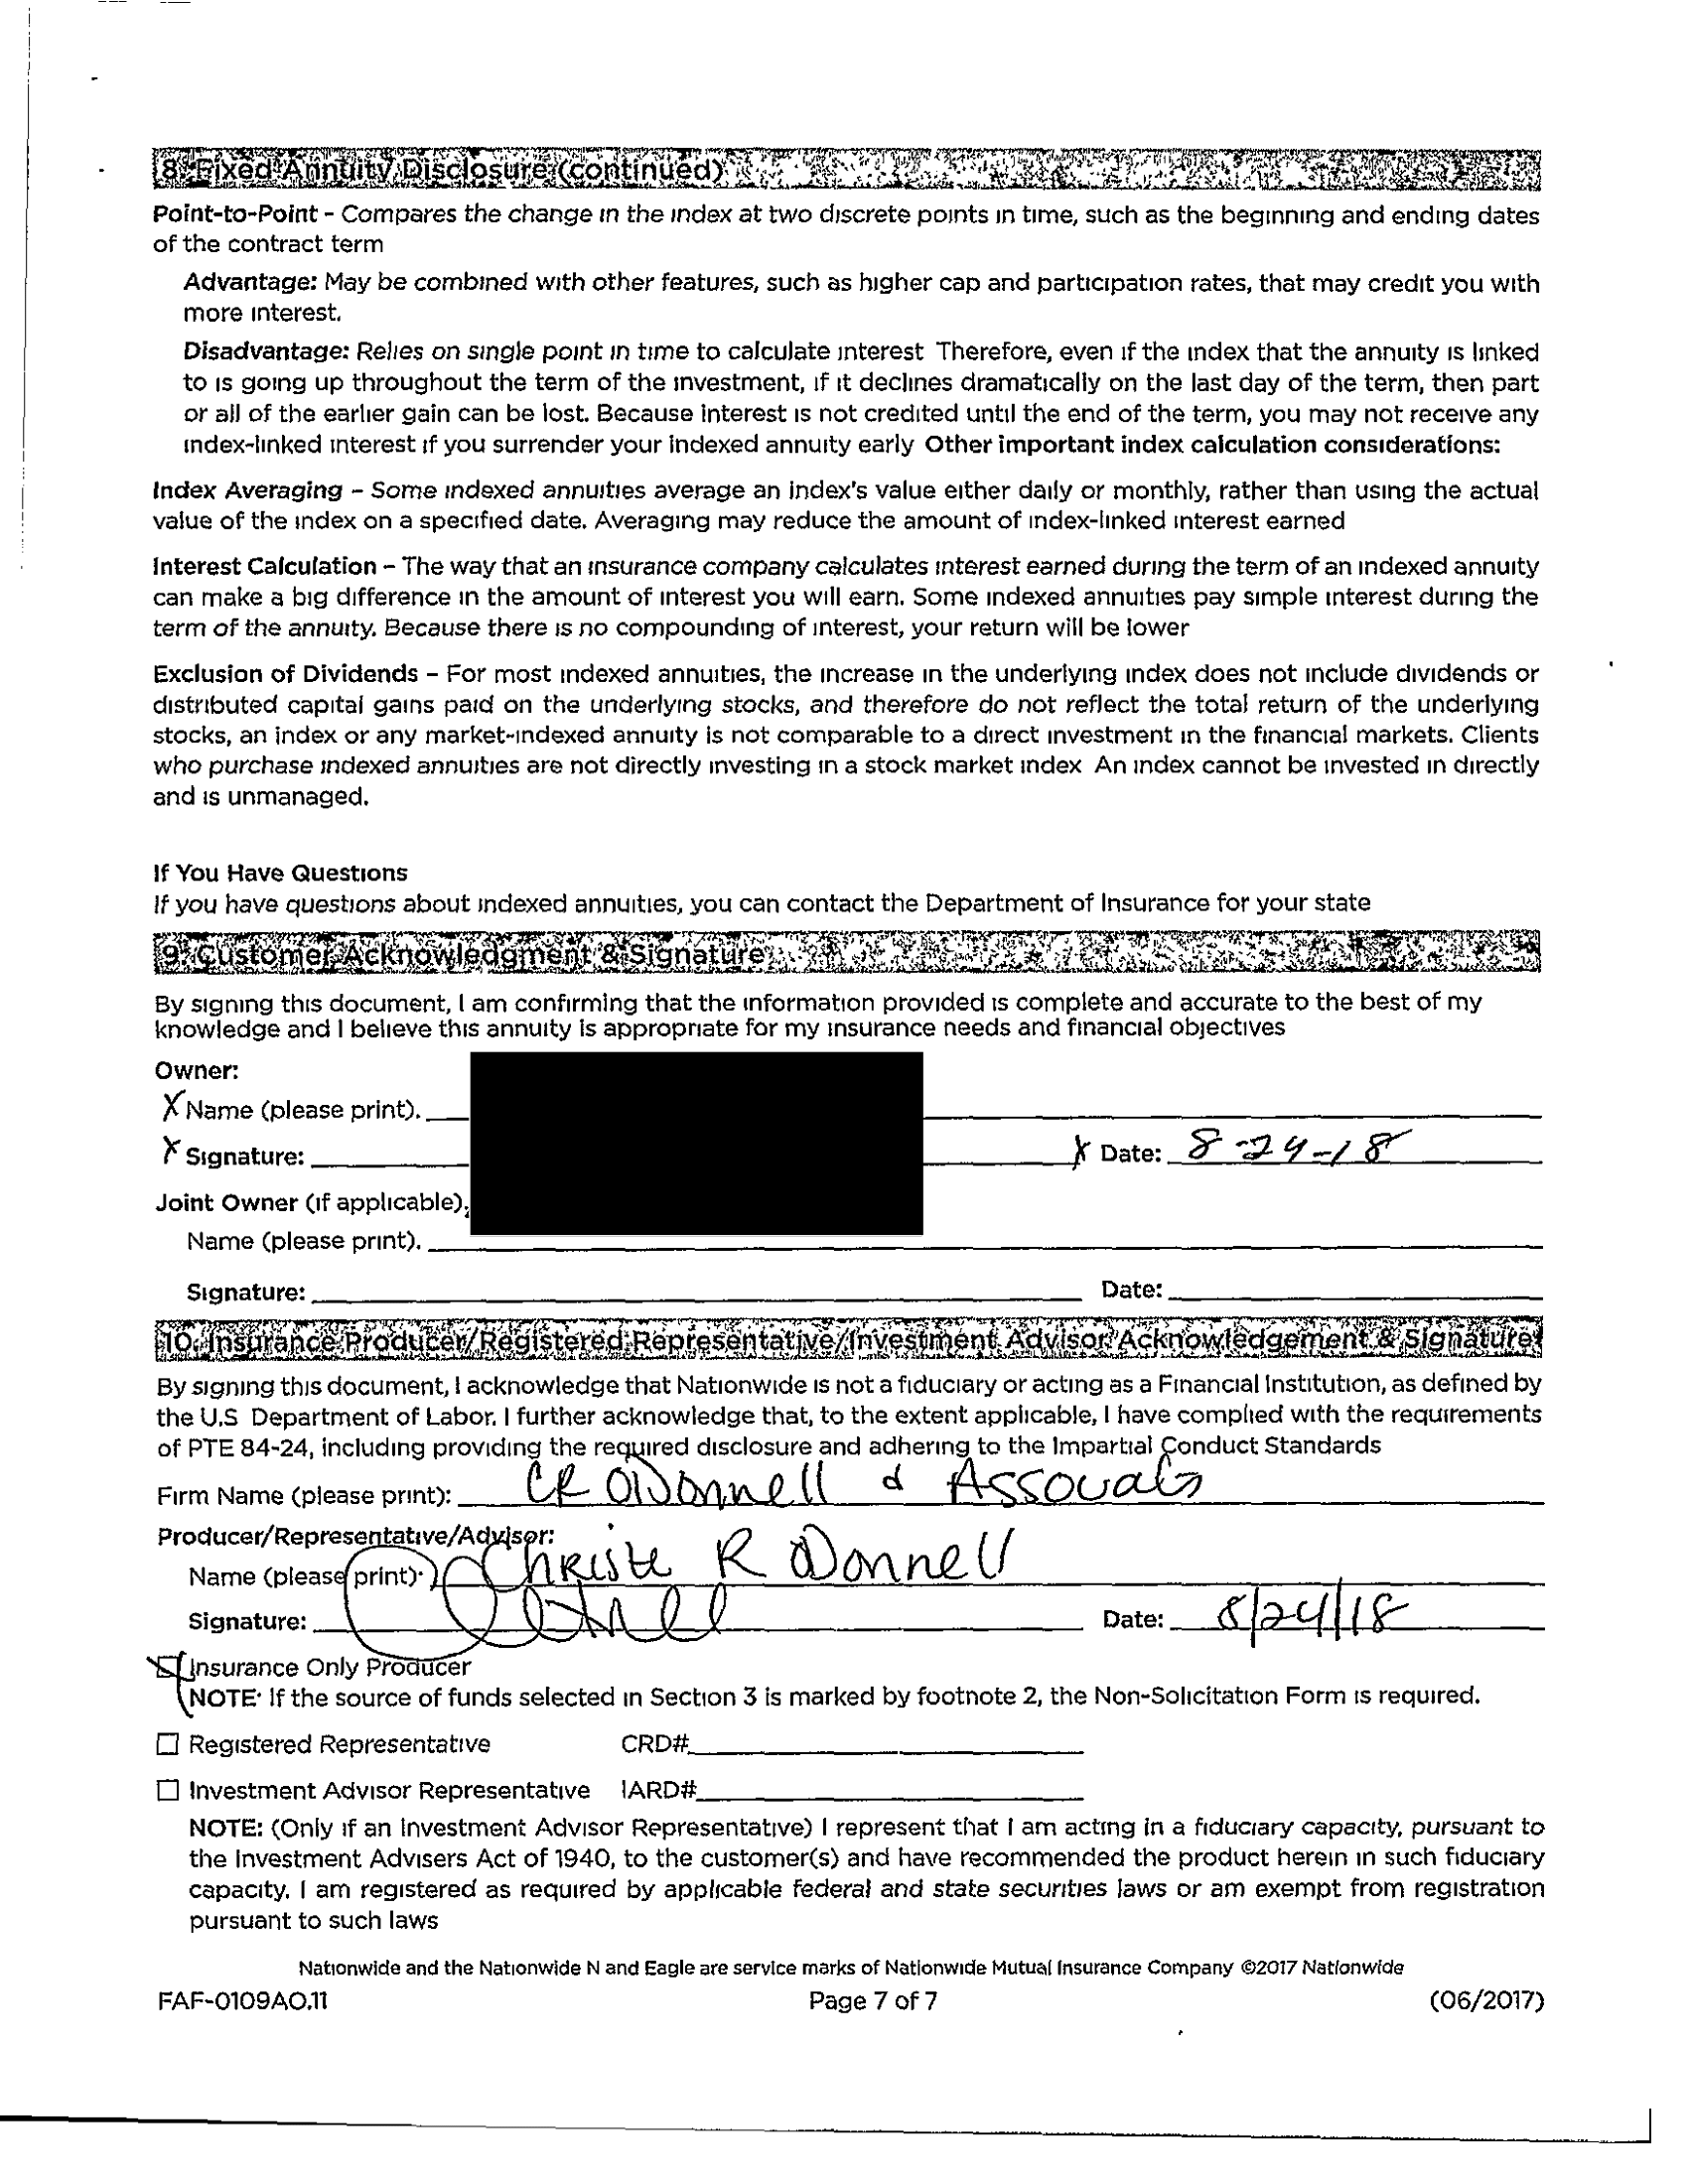 8. Fixed Annuity Disclosure (continued)
Point-to-Point - Compares the change in the index at two discrete points in time, such as the beginning and ending dates
of the contract term
Advantage: May be combined with other features, such as higher cap and participation rates, that may credit you with
more interest.
Disadvantage: Relies on single point in time to calculate interest Therefore, even if the index that the annuity is linked
to is going up throughout the term of the investment, if it declines dramatically on the last day of the term, then part
or all of the earlier gain can be lost. Because interest is not credited until the end of the term, you may not receive any
index-linked interest if you surrender your indexed annuity early Other important index calculation considerations:
Index Averaging – Some indexed annuities average an index's value either daily or monthly, rather than using the actual
value of the index on a specified date. Averaging may reduce the amount of index-linked interest earned
Interest Calculation – The way that an insurance company calculates interest earned during the term of an indexed annuity
can make a big difference in the amount of interest you will earn. Some indexed annuities pay simple interest during the
term of the annuity. Because there is no compounding of interest, your return will be lower
Exclusion of Dividends – For most indexed annuities, the increase in the underlying index does not include dividends or
distributed capital gains paid on the underlying stocks, and therefore do not reflect the total return of the underlying
stocks, an index or any market-indexed annuity is not comparable to a direct investment in the financial markets. Clients
who purchase indexed annuities are not directly investing in a stock market index An index cannot be invested in directly
and is unmanaged.
If You Have Questions
If you have questions about indexed annuities, you can contact the Department of Insurance for your state
9. Customer Acknowledgment & Signature
By signing this document, I am confirming that the information provided is complete and accurate to the best of my
knowledge and I believe this annuity is appropriate for my insurance needs and financial objectives
Owner:
X Name (please print).
X Signature: X Date: 8-24-18
Joint Owner (if applicable).
Name (please print).
Signature: Date:
10. Insurance Producer/Registered Representative/Investment Advisor Acknowledgement & Signature
By signing this document, I acknowledge that Nationwide is not a fiduciary or acting as a Financial Institution, as defined by
the U.S Department of Labor. I further acknowledge that, to the extent applicable, I have complied with the requirements
of PTE 84-24, including providing the required disclosure and adhering to the Impartial Conduct Standards
Firm Name (please print): CR ODonnell &
Producer/Representative/Advisor:
Name (please print): R ODonnell
Signature: Date: 8/24/18
Insurance Only Producer
NOTE: If the source of funds selected in Section 3 is marked by footnote 2, the Non-Solicitation Form is required.
☐ Registered Representative CRD#
☐ Investment Advisor Representative IARD#
NOTE: (Only if an Investment Advisor Representative) I represent that I am acting in a fiduciary capacity, pursuant to
the Investment Advisers Act of 1940, to the customer(s) and have recommended the product herein in such fiduciary
capacity. I am registered as required by applicable federal and state securities laws or am exempt from registration
pursuant to such laws
Nationwide and the Nationwide N and Eagle are service marks of Nationwide Mutual Insurance Company ©2017 Nationwide
FAF-0109AO.11 Page 7 of 7 (06/2017)